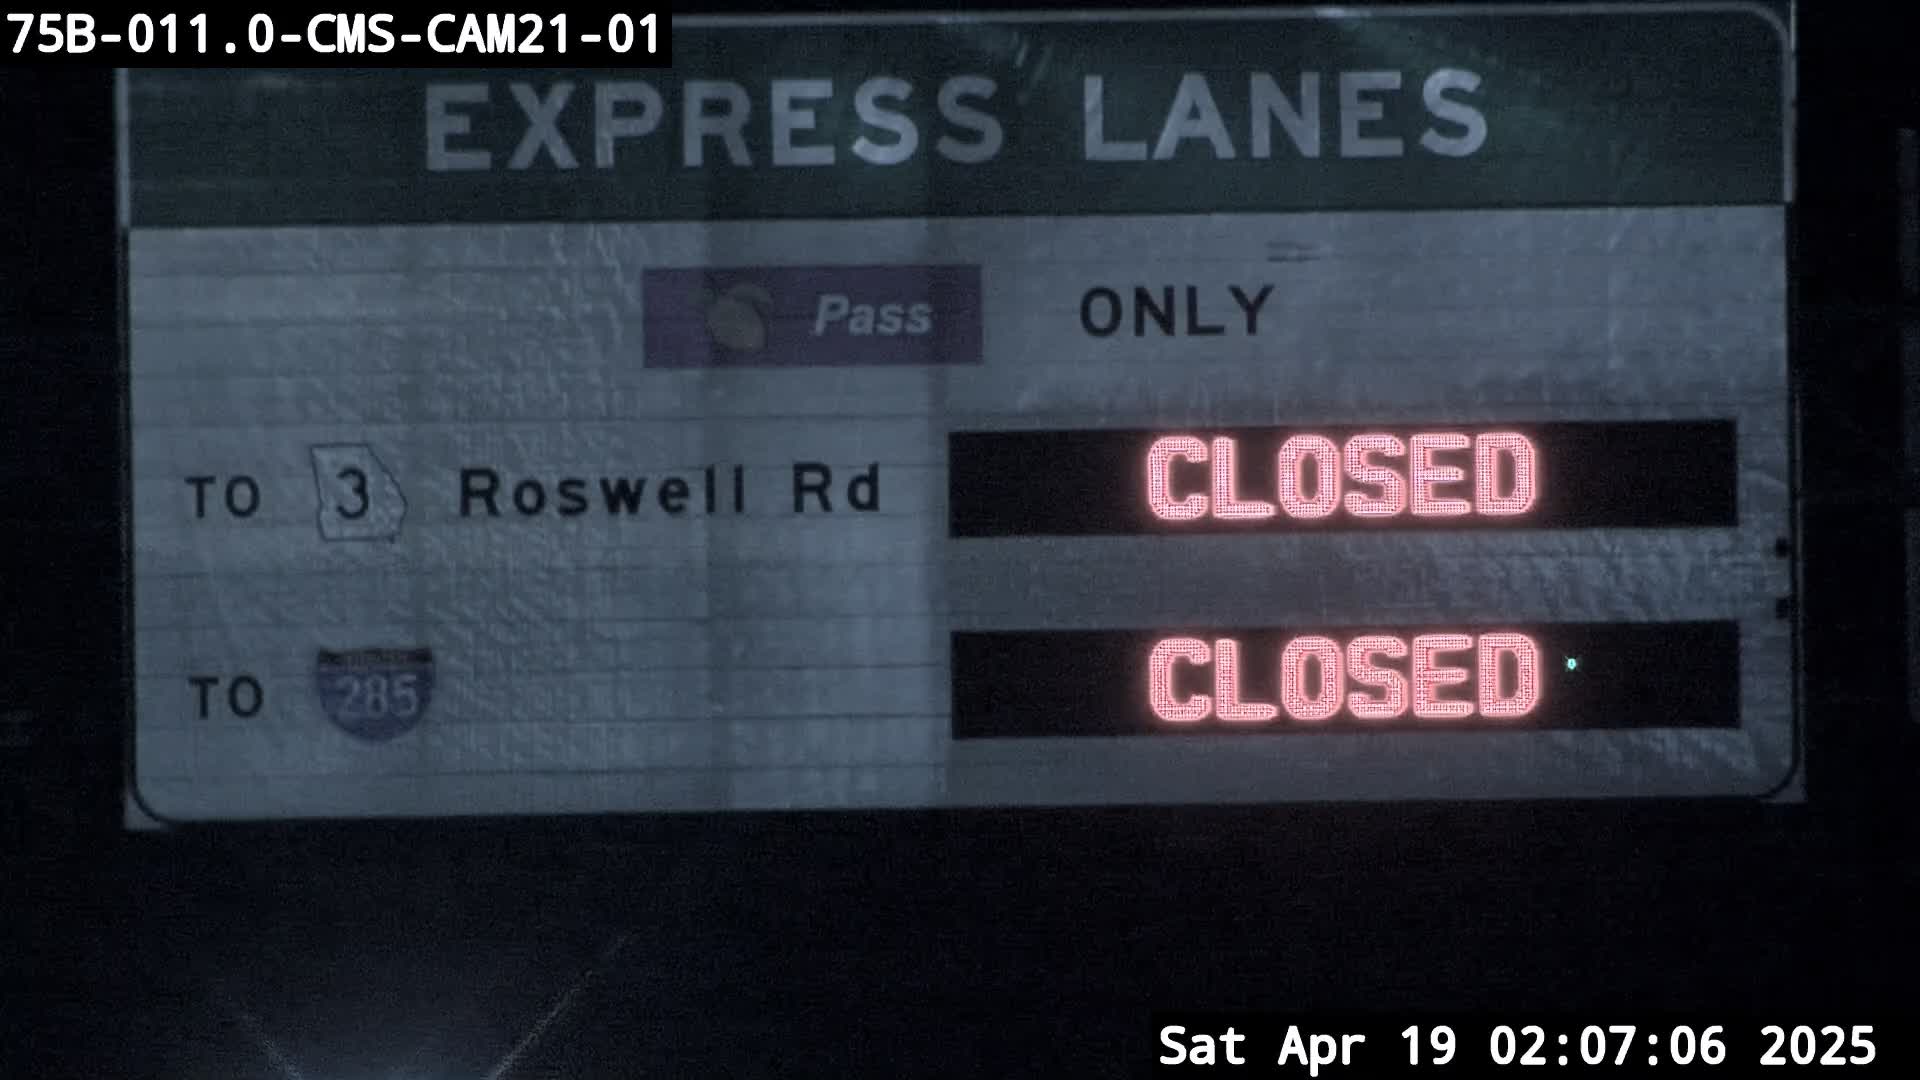 75B-011.0-CMS-CAM21-01
EXPRESS LANES
Pass ONLY
TO 3 Roswell Rd CLOSED
TO 285 CLOSED
Sat Apr 19 02:07:06 2025